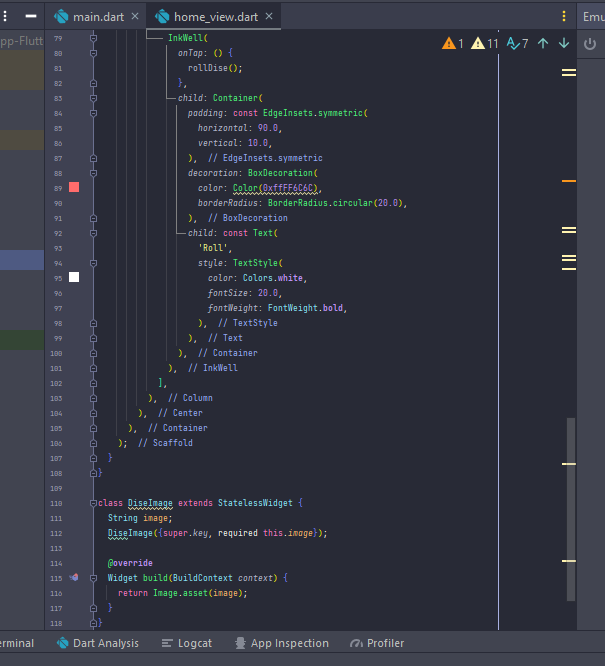 main.dart
home_view.dart
Emu
pp-Flutt
1 11 7
79 InkWell(
80 onTap: () {
81 rollDise();
82 },
83 child: Container(
84 padding: const EdgeInsets.symmetric(
85 horizontal: 90.0,
86 vertical: 10.0,
87 ), // EdgeInsets.symmetric
88 decoration: BoxDecoration(
89 color: Color(0xffFF6C6C),
90 borderRadius: BorderRadius.circular(20.0),
91 ), // BoxDecoration
92 child: const Text(
93 'Roll',
94 style: TextStyle(
95 color: Colors.white,
96 fontSize: 20.0,
97 fontWeight: FontWeight.bold,
98 ), // TextStyle
99 ), // Text
100 ), // Container
101 ), // InkWell
102 ],
103 ), // Column
104 ), // Center
105 ), // Container
106 ); // Scaffold
107 }
108 }
109
110 class DiseImage extends StatelessWidget {
111 String image;
112 DiseImage({super.key, required this.image});
113
114 @override
115 Widget build(BuildContext context) {
116 return Image.asset(image);
117 }
118 }
erminal
Dart Analysis
Logcat
App Inspection
Profiler